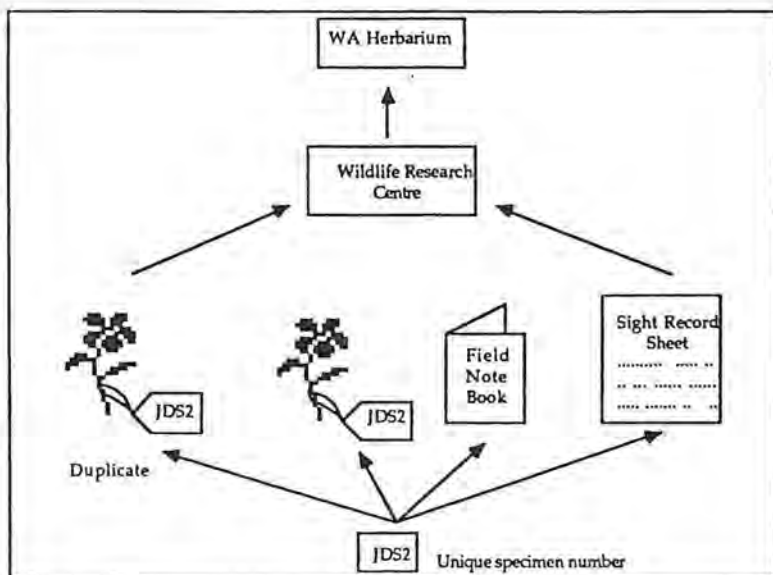 WA Herbarium
Wildlife Research
Centre
Sight Record
Sheet
Field
Note
Book
JDS2
JDS2
Duplicate
JDS2
Unique specimen number